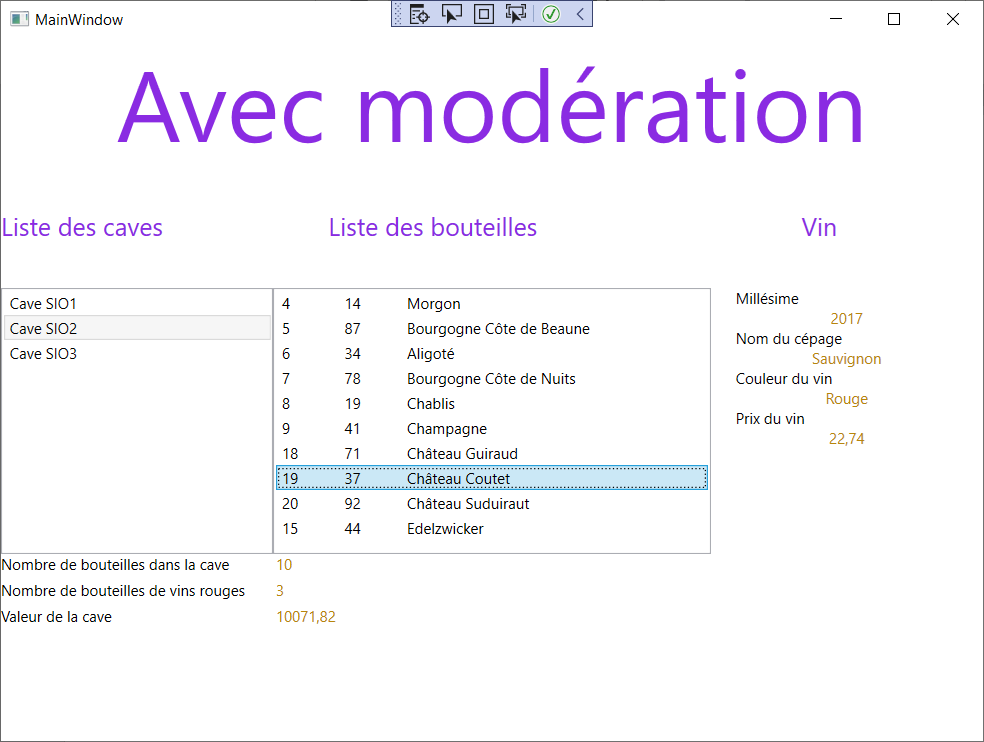 MainWindow
Avec modération
Liste des caves
Liste des bouteilles
Vin
Cave SIO1
Cave SIO2
Cave SIO3
4 14 Morgon
5 87 Bourgogne Côte de Beaune
6 34 Aligoté
7 78 Bourgogne Côte de Nuits
8 19 Chablis
9 41 Champagne
18 71 Château Guiraud
19 37 Château Coutet
20 92 Château Suduiraut
15 44 Edelzwicker
Millésime
2017
Nom du cépage
Sauvignon
Couleur du vin
Rouge
Prix du vin
22,74
Nombre de bouteilles dans la cave 10
Nombre de bouteilles de vins rouges 3
Valeur de la cave 10071,82